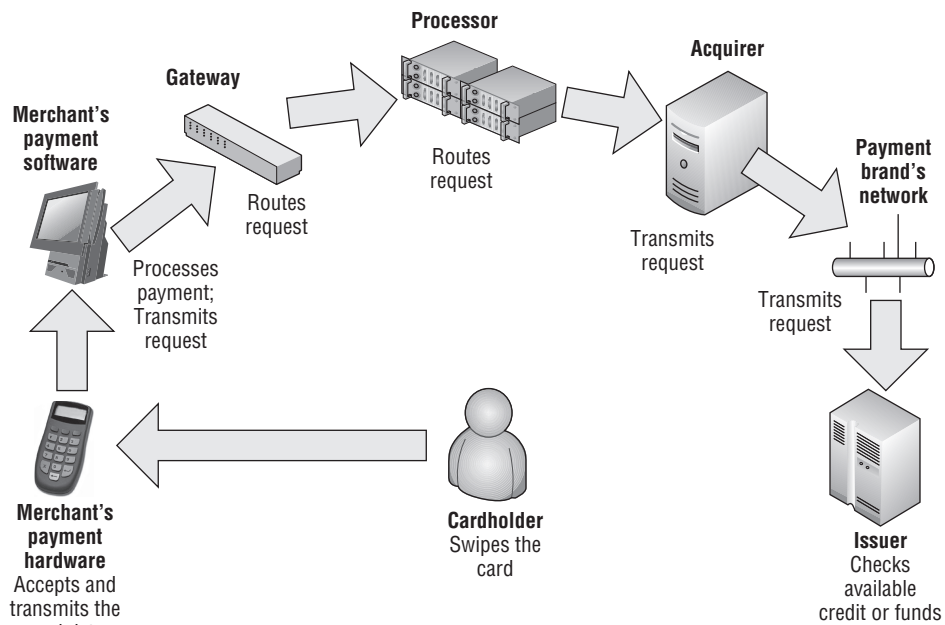 Processor
Acquirer
Gateway
Merchant's
payment
software
Routes
request
Payment
brand's
network
Routes
request
Transmits
request
Processes
payment;
Transmits
request
Transmits
request
Merchant's
payment
hardware
Accepts and
transmits the
Cardholder
Swipes the
card
Issuer
Checks
available
credit or funds